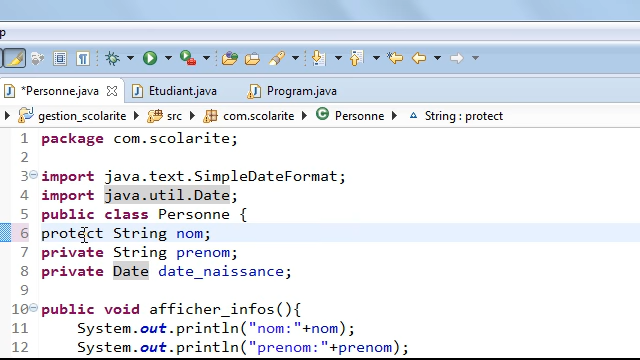 p
*Personne.java
Etudiant.java
Program.java
gestion_scolarite
src
com.scolarite
Personne
String : protect
1 package com.scolarite;
2
3 import java.text.SimpleDateFormat;
4 import java.util.Date;
5 public class Personne {
6 protect String nom;
7 private String prenom;
8 private Date date_naissance;
9
10 public void afficher_infos(){
11 System.out.println("nom:"+nom);
12 System.out.println("prenom:"+prenom);